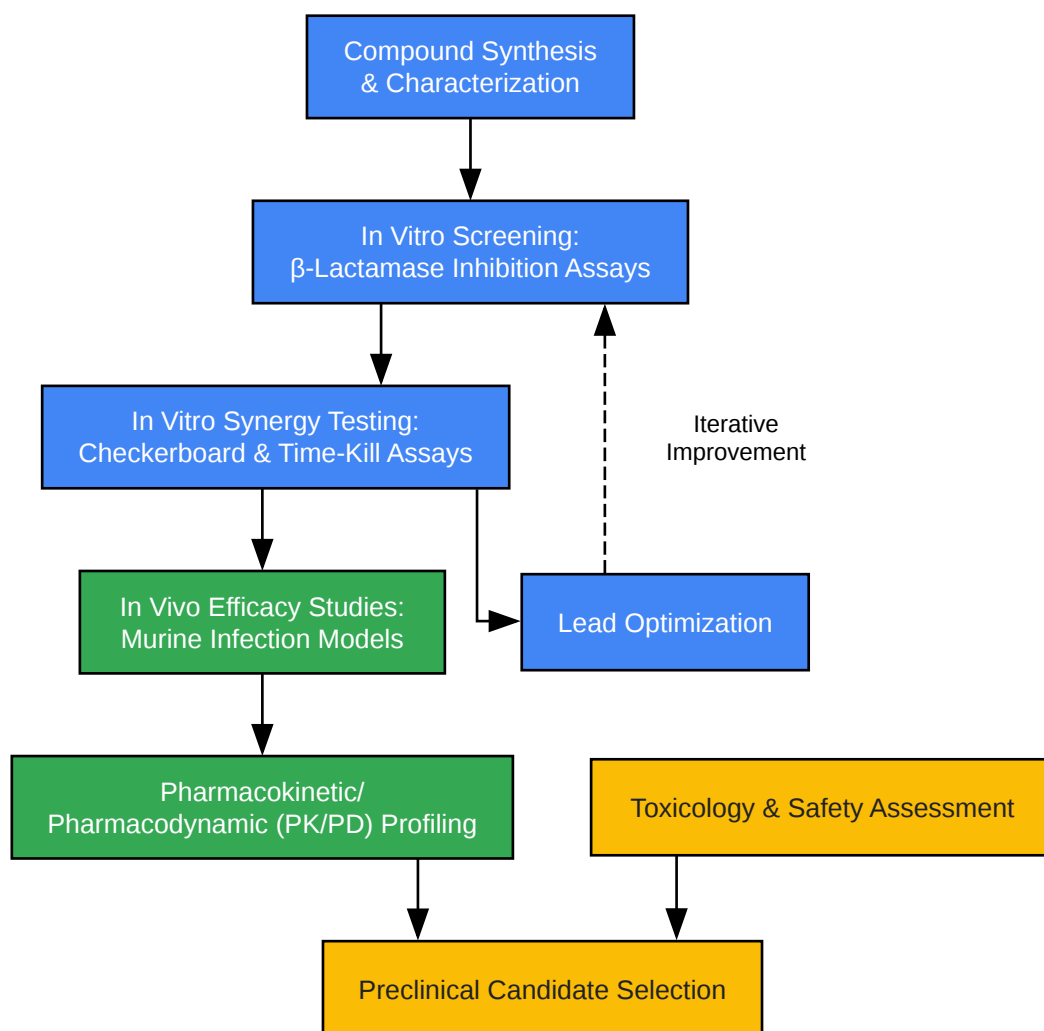 Compound Synthesis
& Characterization
In Vitro Screening:
β-Lactamase Inhibition Assays
In Vitro Synergy Testing:
Checkerboard & Time-Kill Assays
Iterative
Improvement
In Vivo Efficacy Studies:
Murine Infection Models
Lead Optimization
Pharmacokinetic/
Pharmacodynamic (PK/PD) Profiling
Toxicology & Safety Assessment
Preclinical Candidate Selection